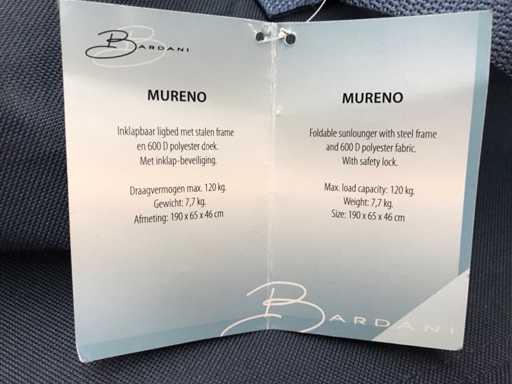 BARDANI
MURENO
Inklapbaar ligbed met stalen frame
en 600 D polyester doek.
Met inklap-beveiliging.
Draagvermogen max. 120 kg.
Gewicht: 7,7 kg.
Afmeting: 190 x 65 x 46 cm
MURENO
Foldable sunlounger with steel frame
and 600 D polyester fabric.
With safety lock.
Max. load capacity: 120 kg.
Weight: 7,7 kg.
Size: 190 x 65 x 46 cm
BARDANI